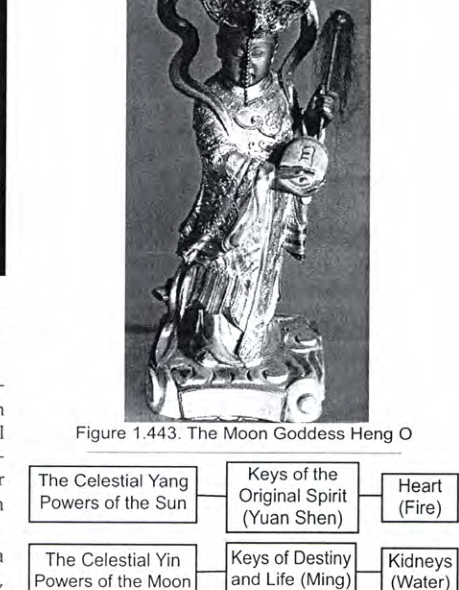 月
Figure 1.443. The Moon Goddess Heng O
The Celestial Yang
Powers of the Sun
Keys of the
Original Spirit
(Yuan Shen)
Heart
(Fire)
The Celestial Yin
Powers of the Moon
Keys of Destiny
and Life (Ming)
Kidneys
(Water)